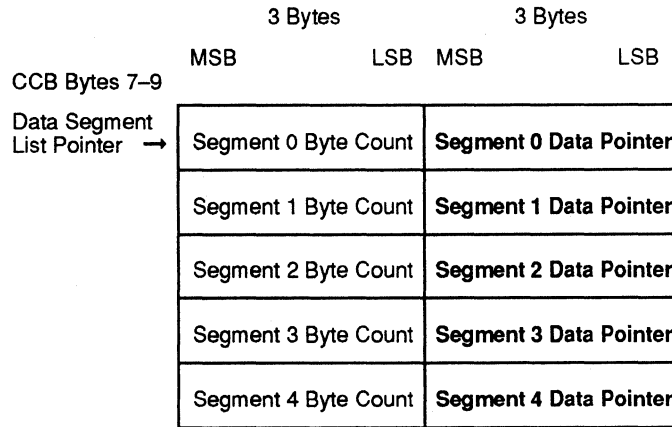 3 Bytes 3 Bytes
MSB LSB MSB LSB
CCB Bytes 7–9
Data Segment
List Pointer →
Segment 0 Byte Count Segment 0 Data Pointer
Segment 1 Byte Count Segment 1 Data Pointer
Segment 2 Byte Count Segment 2 Data Pointer
Segment 3 Byte Count Segment 3 Data Pointer
Segment 4 Byte Count Segment 4 Data Pointer